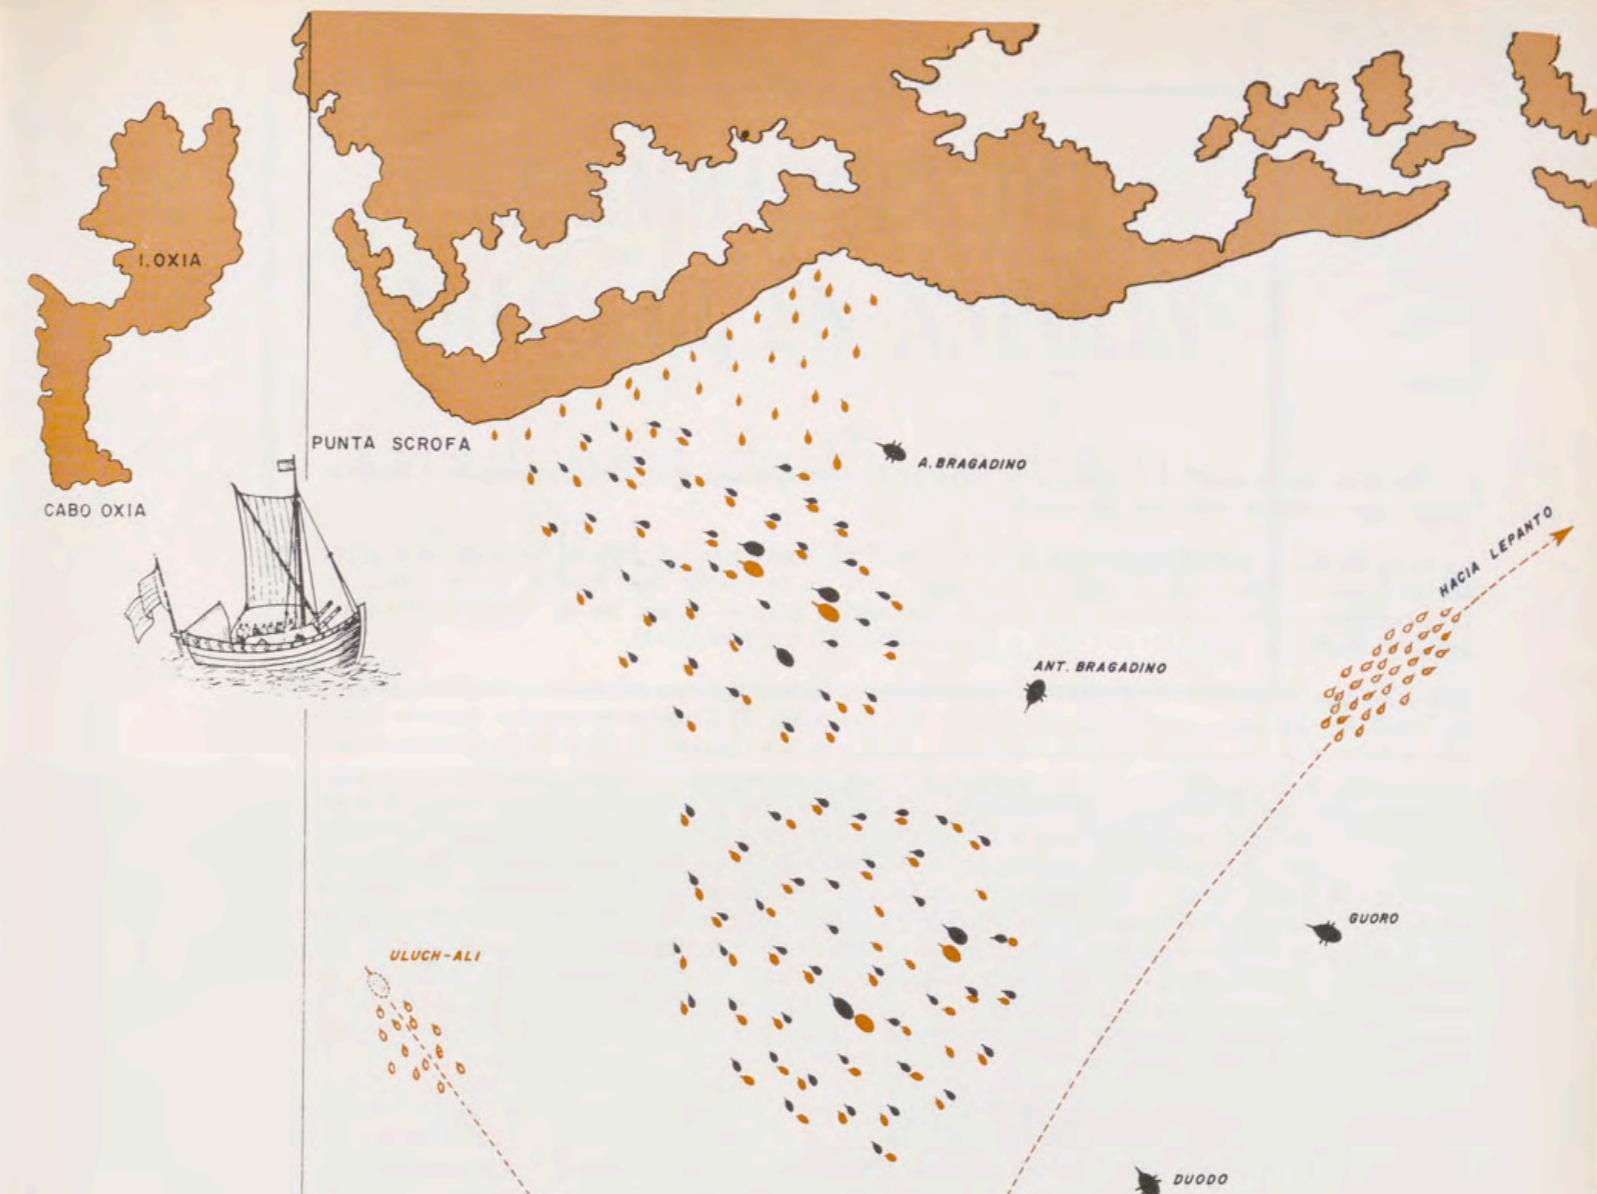 I. OXIA
PUNTA SCROFA
CABO OXIA
A. BRAGADINO
HACIA LEPANTO
ANT. BRAGADINO
GUORO
ULUCH-ALI
DUODO